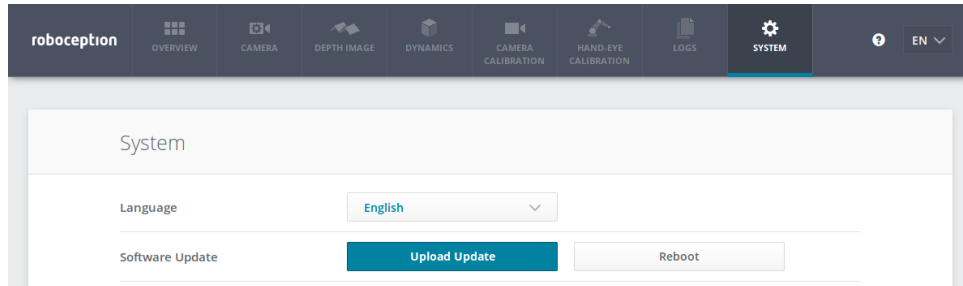 roboception
OVERVIEW
CAMERA
DEPTH IMAGE
DYNAMICS
CAMERA
CALIBRATION
HAND-EYE
CALIBRATION
LOGS
SYSTEM
?
EN
System
Language
English
Software Update
Upload Update
Reboot